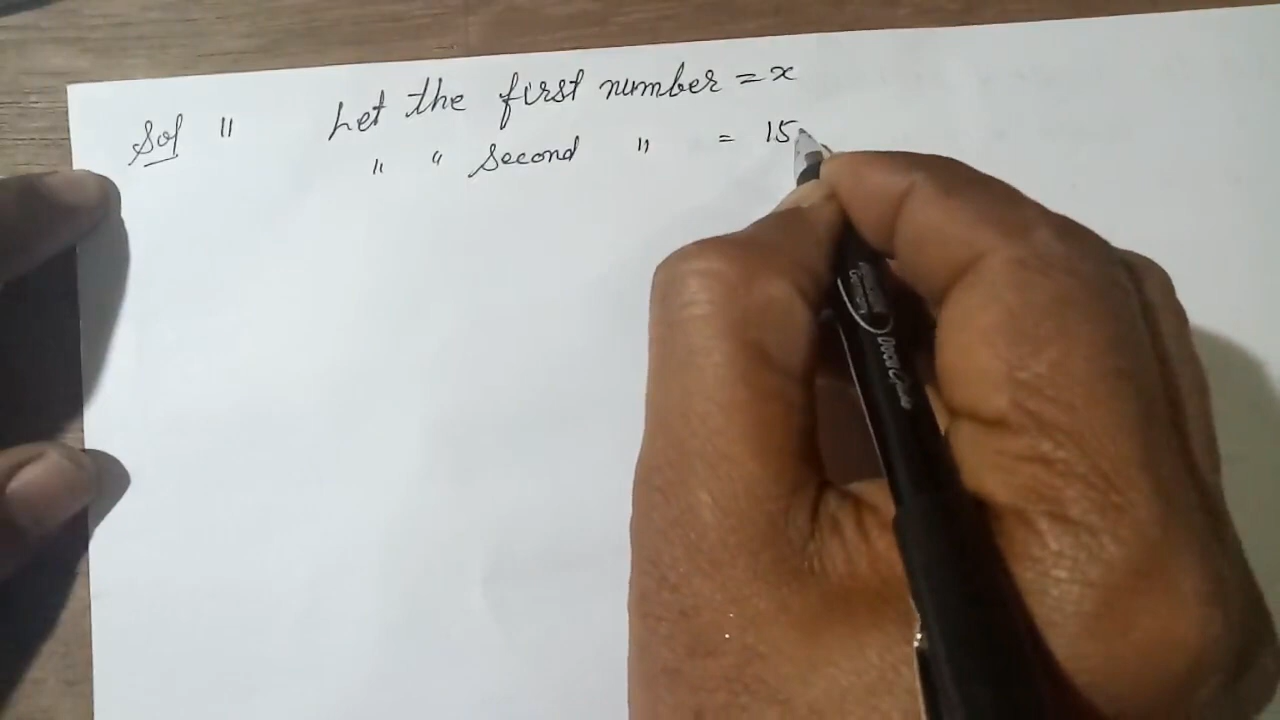 Sol " Let the first number = x
" " Second " = 15